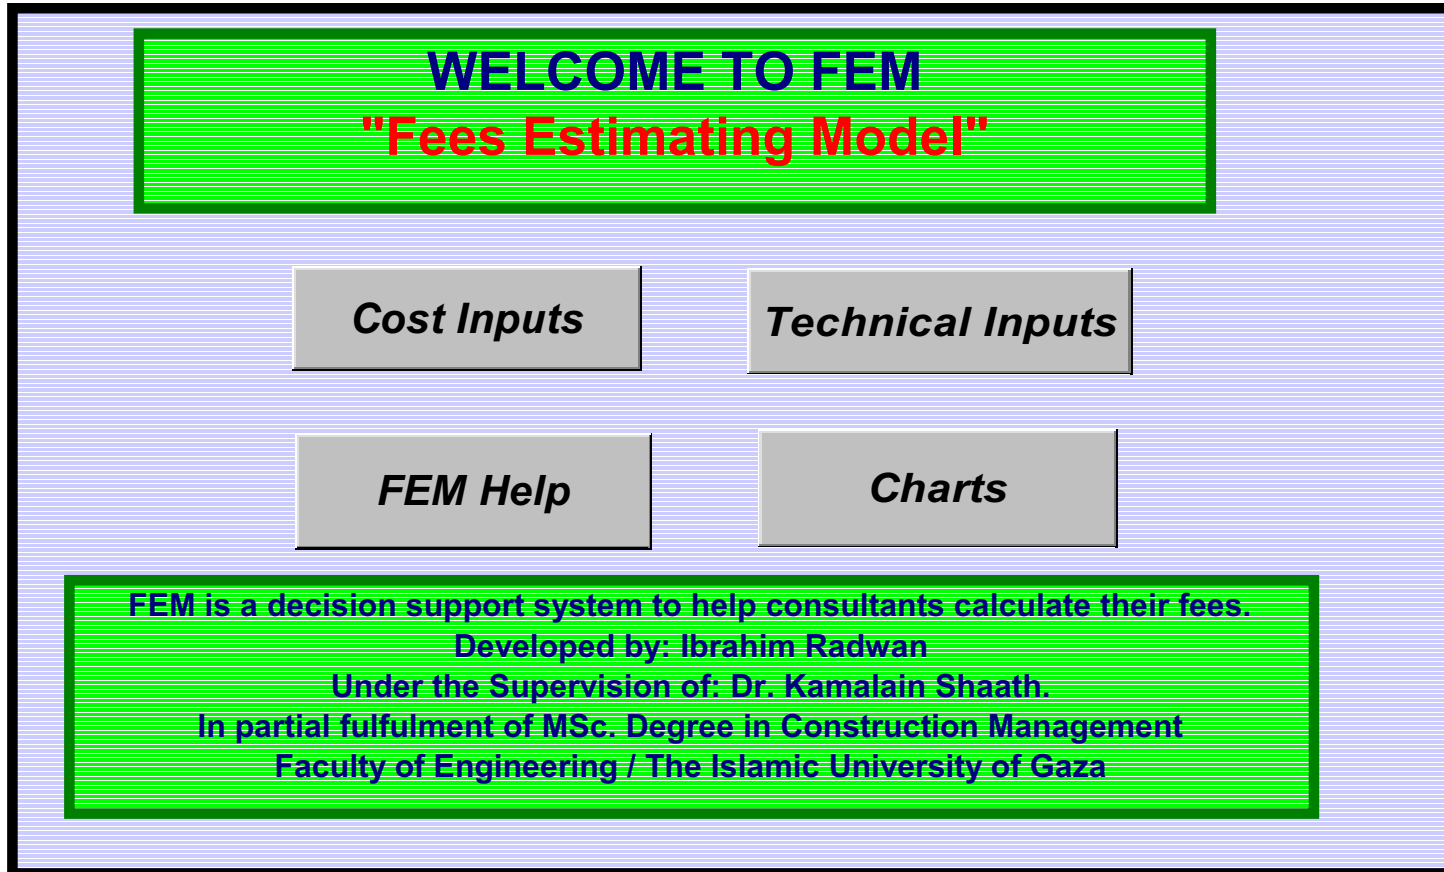 WELCOME TO FEM
"Fees Estimating Model"
Cost Inputs
Technical Inputs
FEM Help
Charts
FEM is a decision support system to help consultants calculate their fees.
Developed by: Ibrahim Radwan
Under the Supervision of: Dr. Kamalain Shaath.
In partial fulfulment of MSc. Degree in Construction Management
Faculty of Engineering / The Islamic University of Gaza